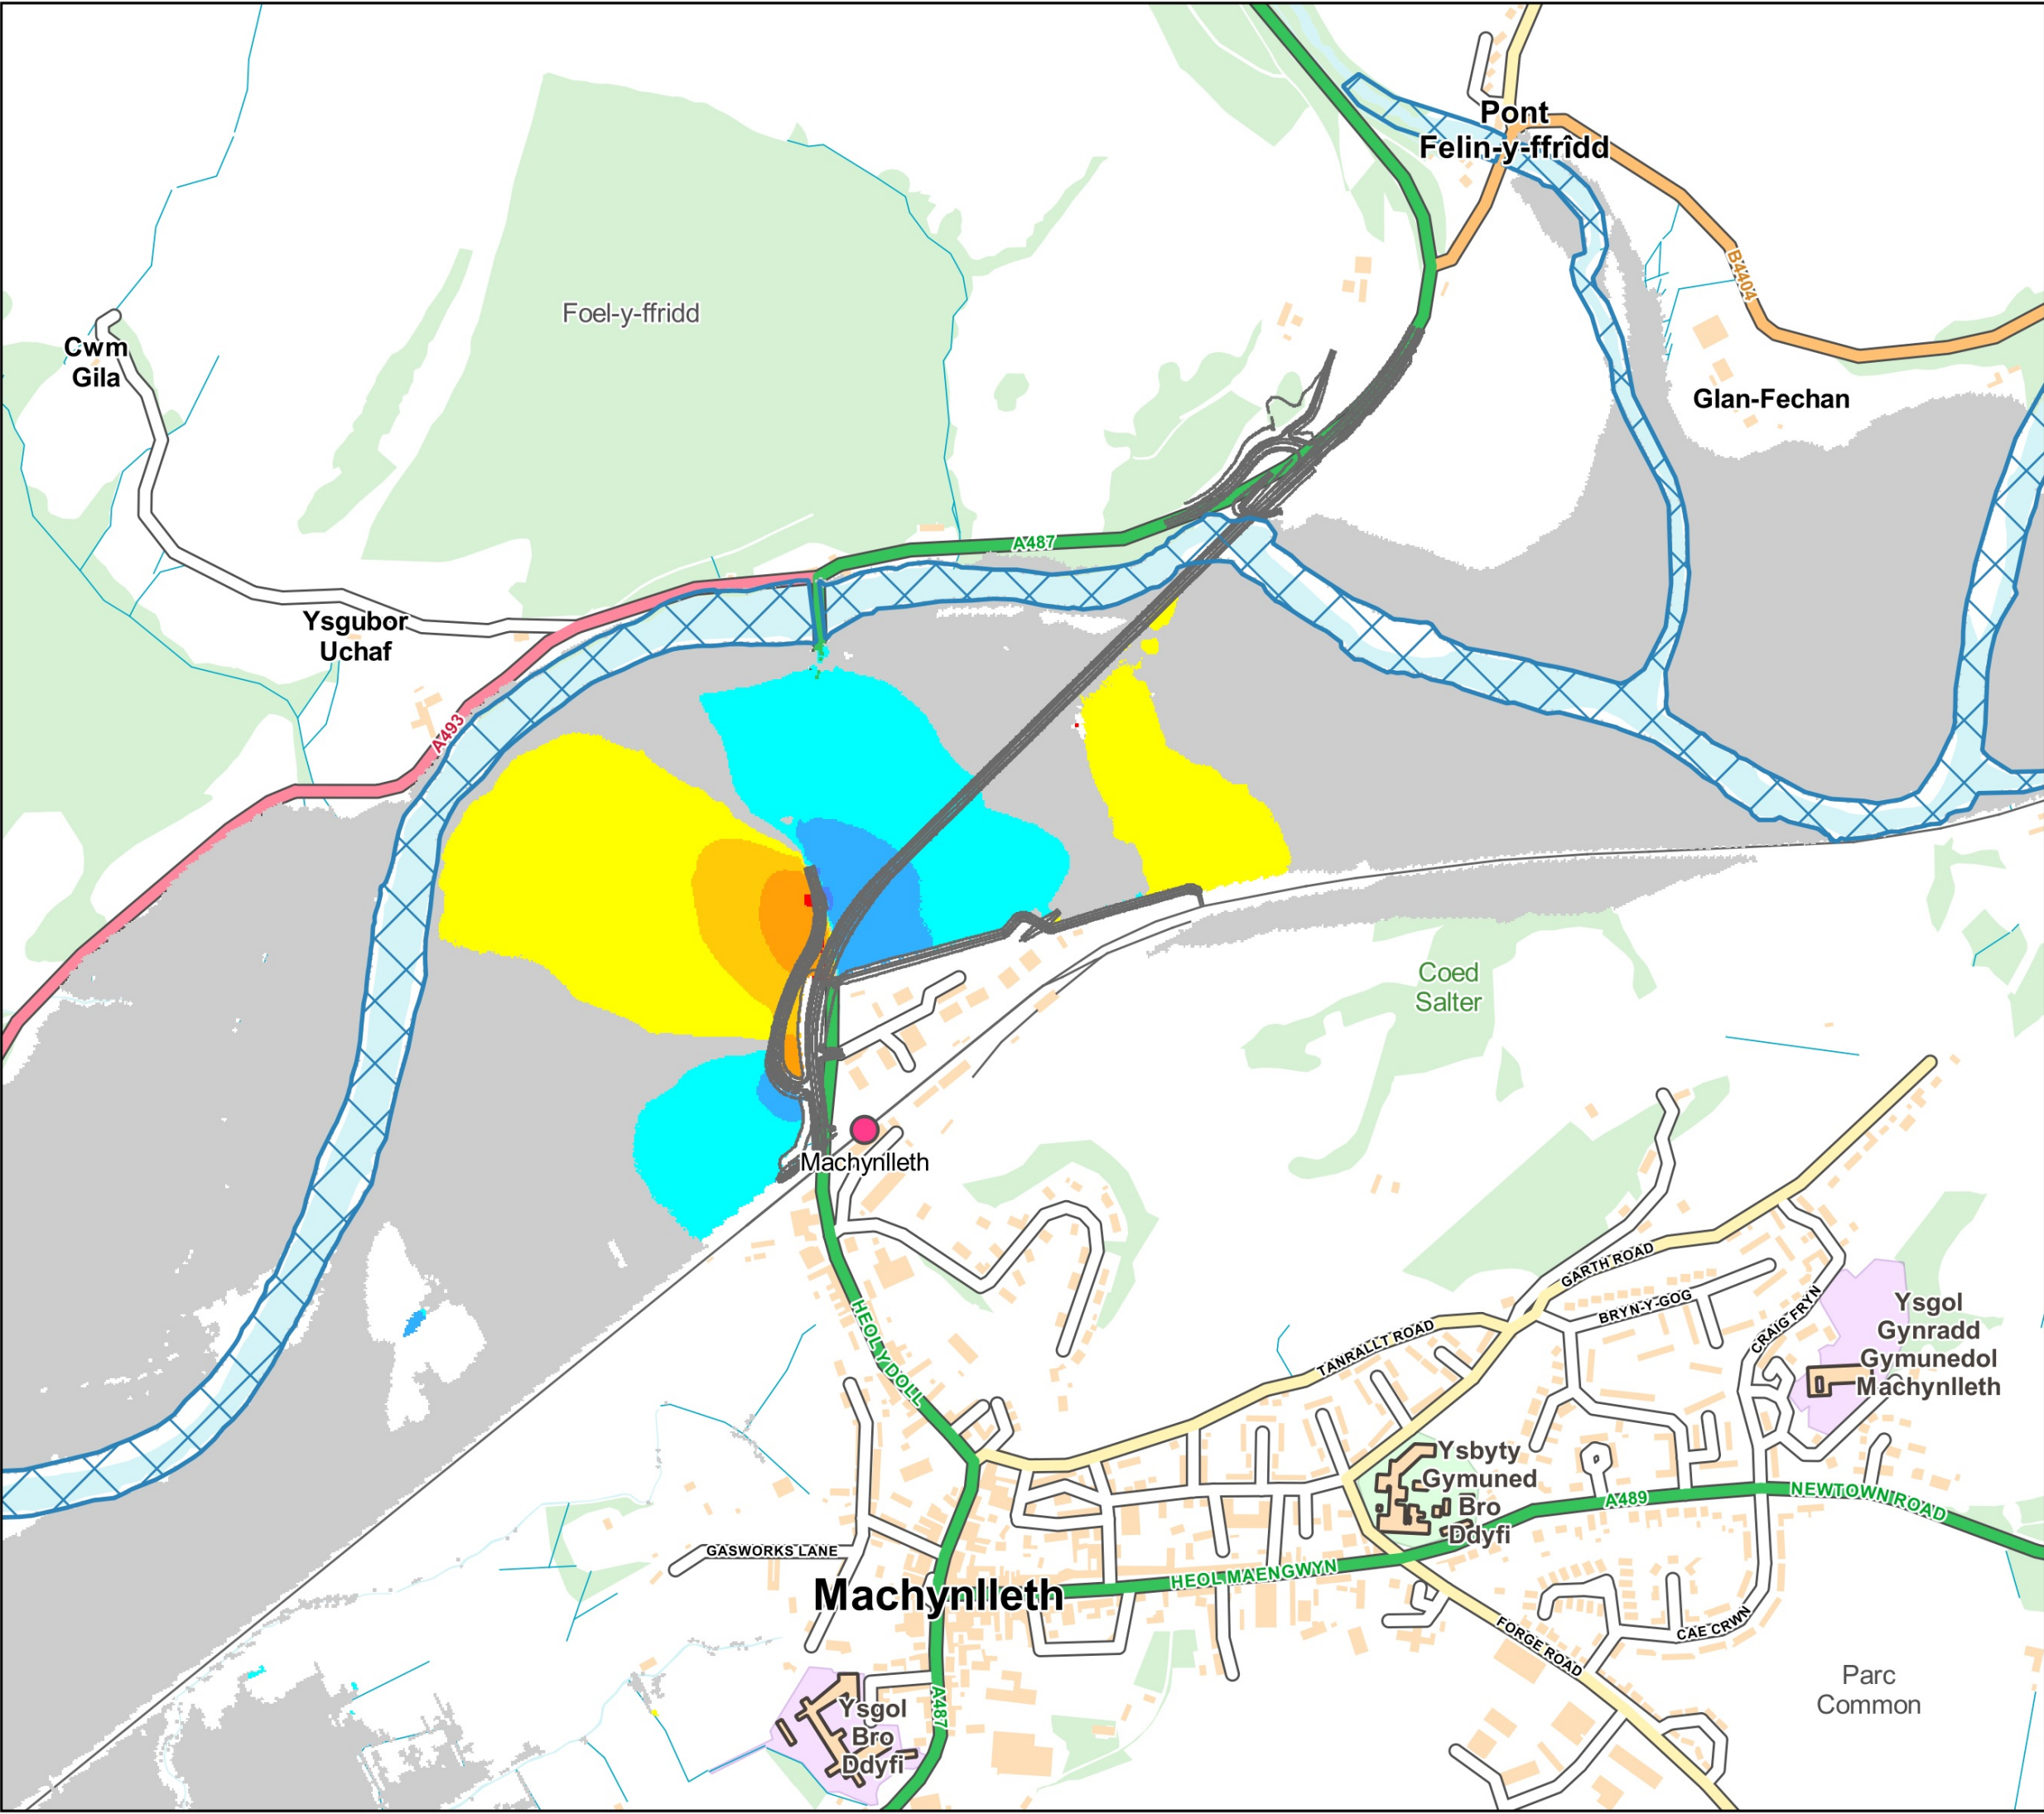 Pont
Felin-y-ffridd
B4404
Foel-y-ffridd
Cwm
Gila
Glan-Fechan
A487
Ysgubor
Uchaf
A493
Coed
Salter
Machynlleth
GARTH ROAD
BRYN-Y-GOG
CRAIG FRYN
Ysgol
Gynradd
Gymunedol
Machynlleth
HEOL Y DOLL
TANRALLT ROAD
Ysbyty
Gymuned
Bro
Ddyfi
A489
NEWTOWN ROAD
GASWORKS LANE
HEOL MAENGWYN
Machynlleth
FORGE ROAD
CAE CRWN
Parc
Common
A487
Ysgol
Bro
Ddyfi